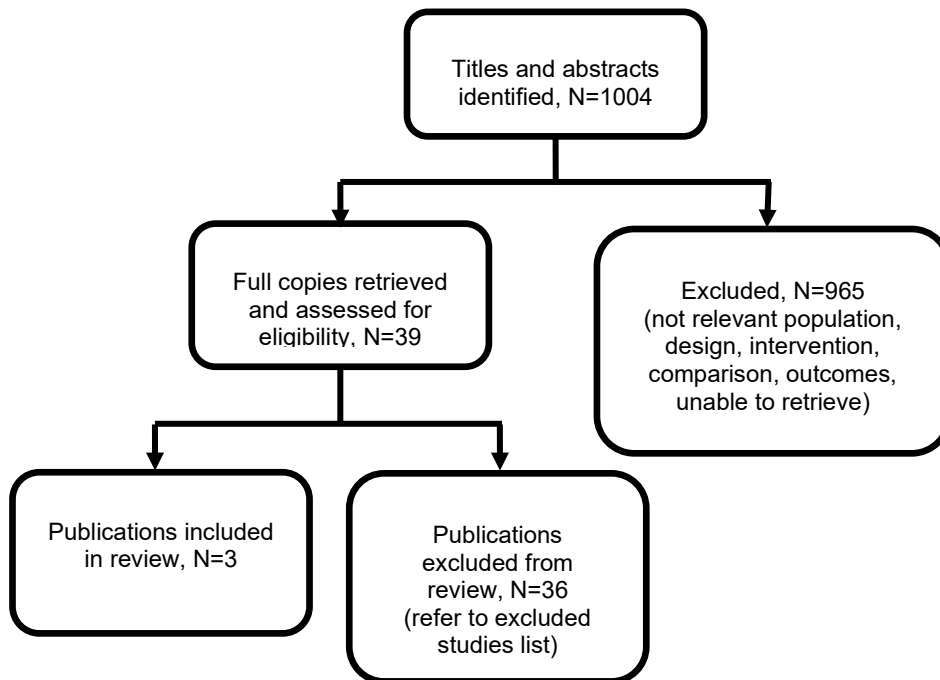 Titles and abstracts
identified, N=1004
Full copies retrieved
and assessed for
eligibility, N=39
Excluded, N=965
(not relevant population,
design, intervention,
comparison, outcomes,
unable to retrieve)
Publications included
in review, N=3
Publications
excluded from
review, N=36
(refer to excluded
studies list)